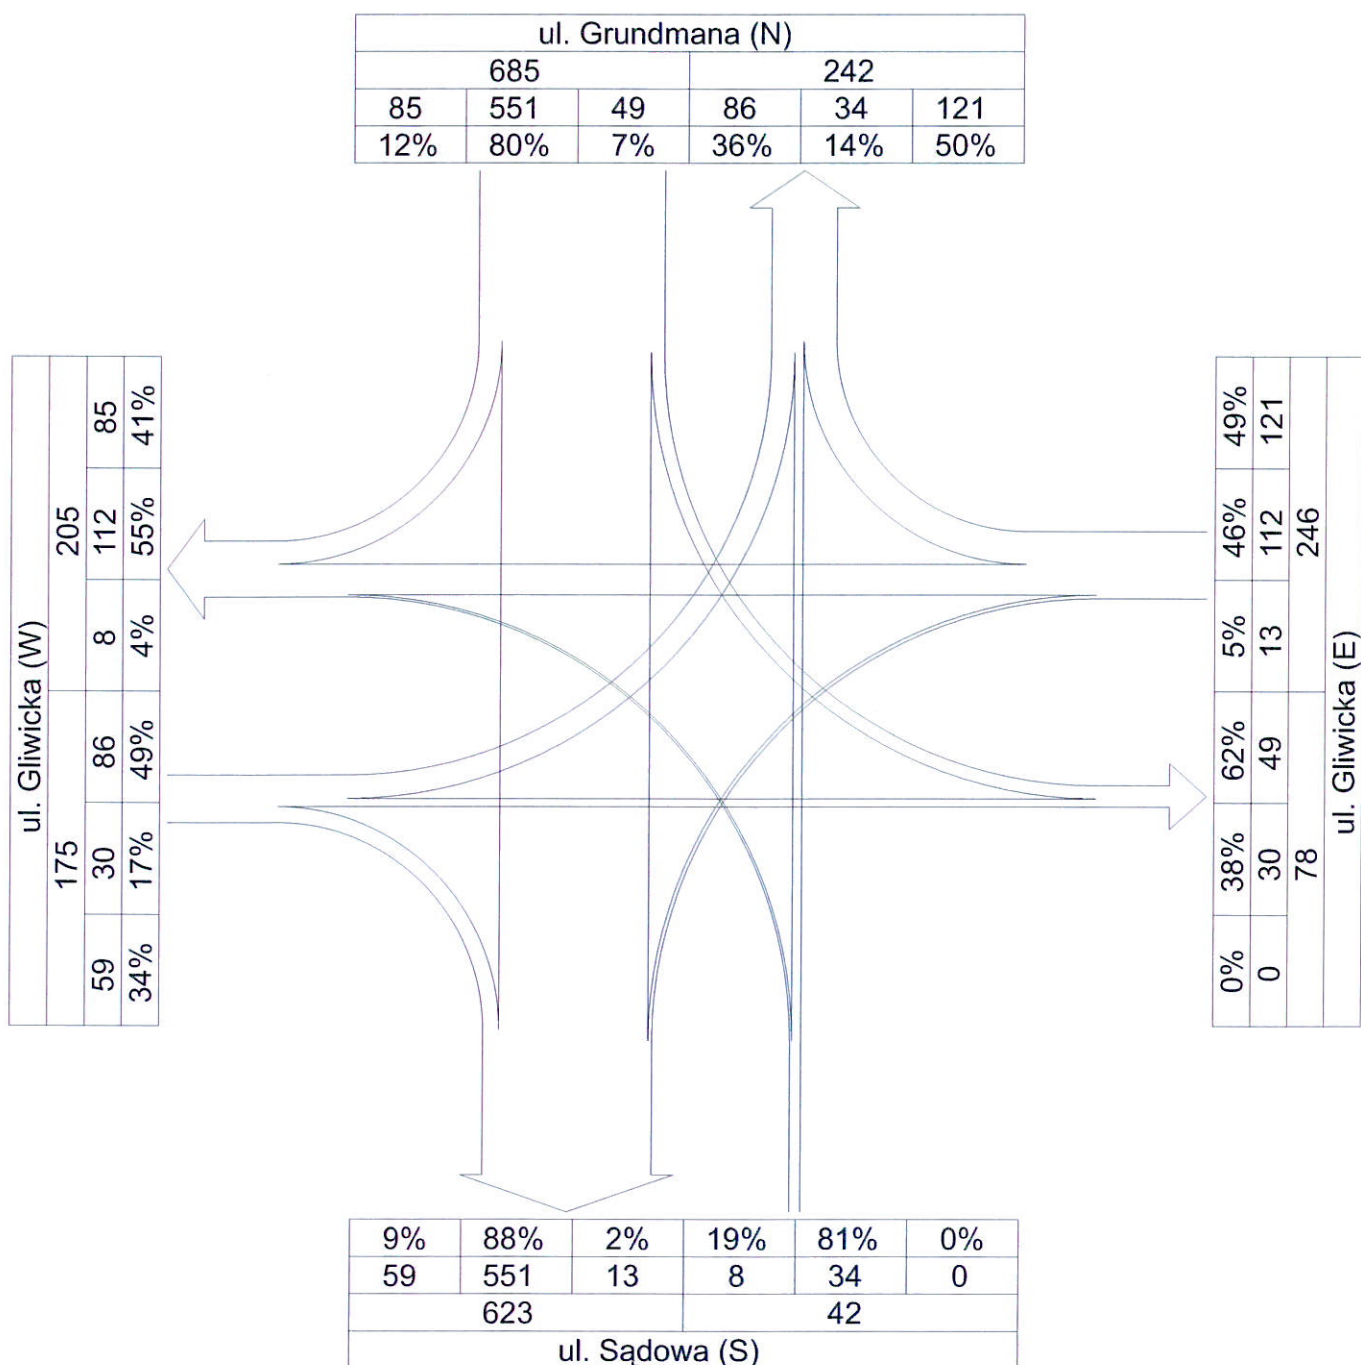 ul. Grundmana (N)
685 242
85 551 49 86 34 121
12% 80% 7% 36% 14% 50%
ul. Gliwicka (W)
175 205
59 30 86 8 112 85
34% 17% 49% 4% 55% 41%
0% 38% 62% 5% 46% 49%
0 30 49 13 112 121
78 246
ul. Gliwicka (E)
9% 88% 2% 19% 81% 0%
59 551 13 8 34 0
623 42
ul. Sądowa (S)